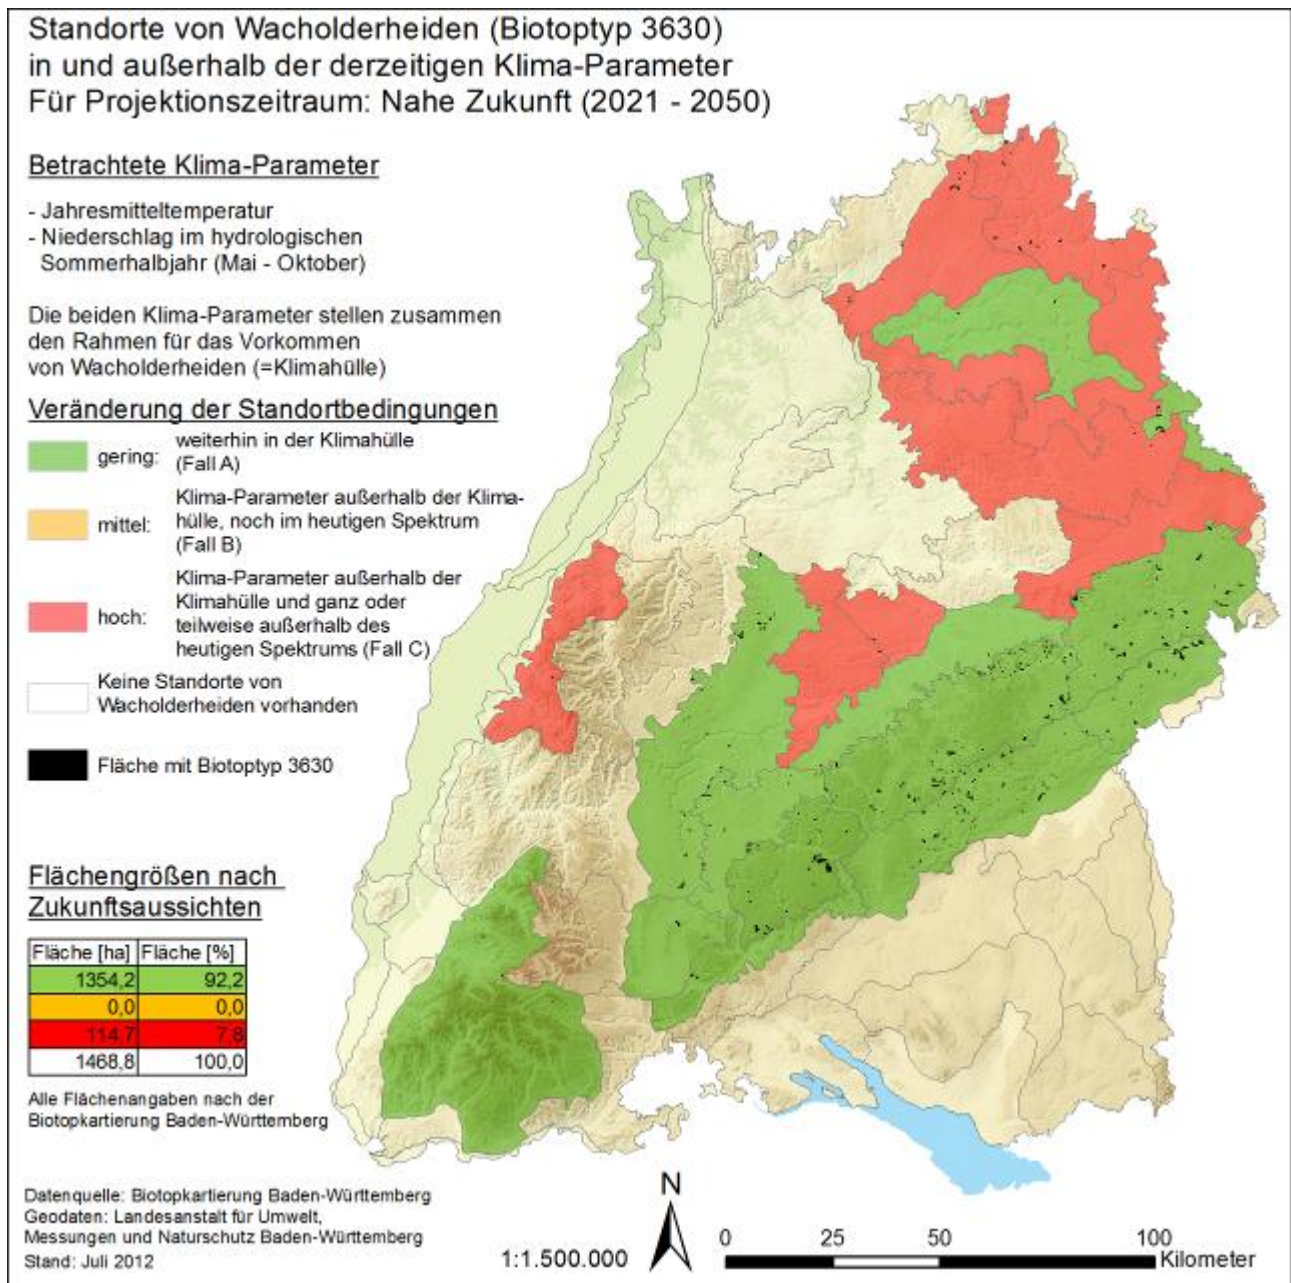 Standorte von Wacholderheiden (Biotoptyp 3630)
in und außerhalb der derzeitigen Klima-Parameter
Für Projektionszeitraum: Nahe Zukunft (2021 - 2050)
Betrachtete Klima-Parameter
- Jahresmitteltemperatur
- Niederschlag im hydrologischen
Sommerhalbjahr (Mai - Oktober)
Die beiden Klima-Parameter stellen zusammen
den Rahmen für das Vorkommen
von Wacholderheiden (=Klimahülle)
Veränderung der Standortbedingungen
gering: weiterhin in der Klimahülle
(Fall A)
Klima-Parameter außerhalb der Klima-
mittel: hülle, noch im heutigen Spektrum
(Fall B)
Klima-Parameter außerhalb der
Klimahülle und ganz oder
hoch: teilweise außerhalb des
heutigen Spektrums (Fall C)
Keine Standorte von
Wacholderheiden vorhanden
Fläche mit Biotoptyp 3630
Flächengrößen nach
Zukunftsaussichten
Fläche [ha] Fläche [%]
1354,2 92,2
0,0 0,0
114,7 7,8
1468,8 100,0
Alle Flächenangaben nach der
Biotopkartierung Baden-Württemberg
Datenquelle: Biotopkartierung Baden-Württemberg
Geodaten: Landesanstalt für Umwelt,
Messungen und Naturschutz Baden-Württemberg
Stand: Juli 2012
1:1.500.000
N
0 25 50 100
Kilometer